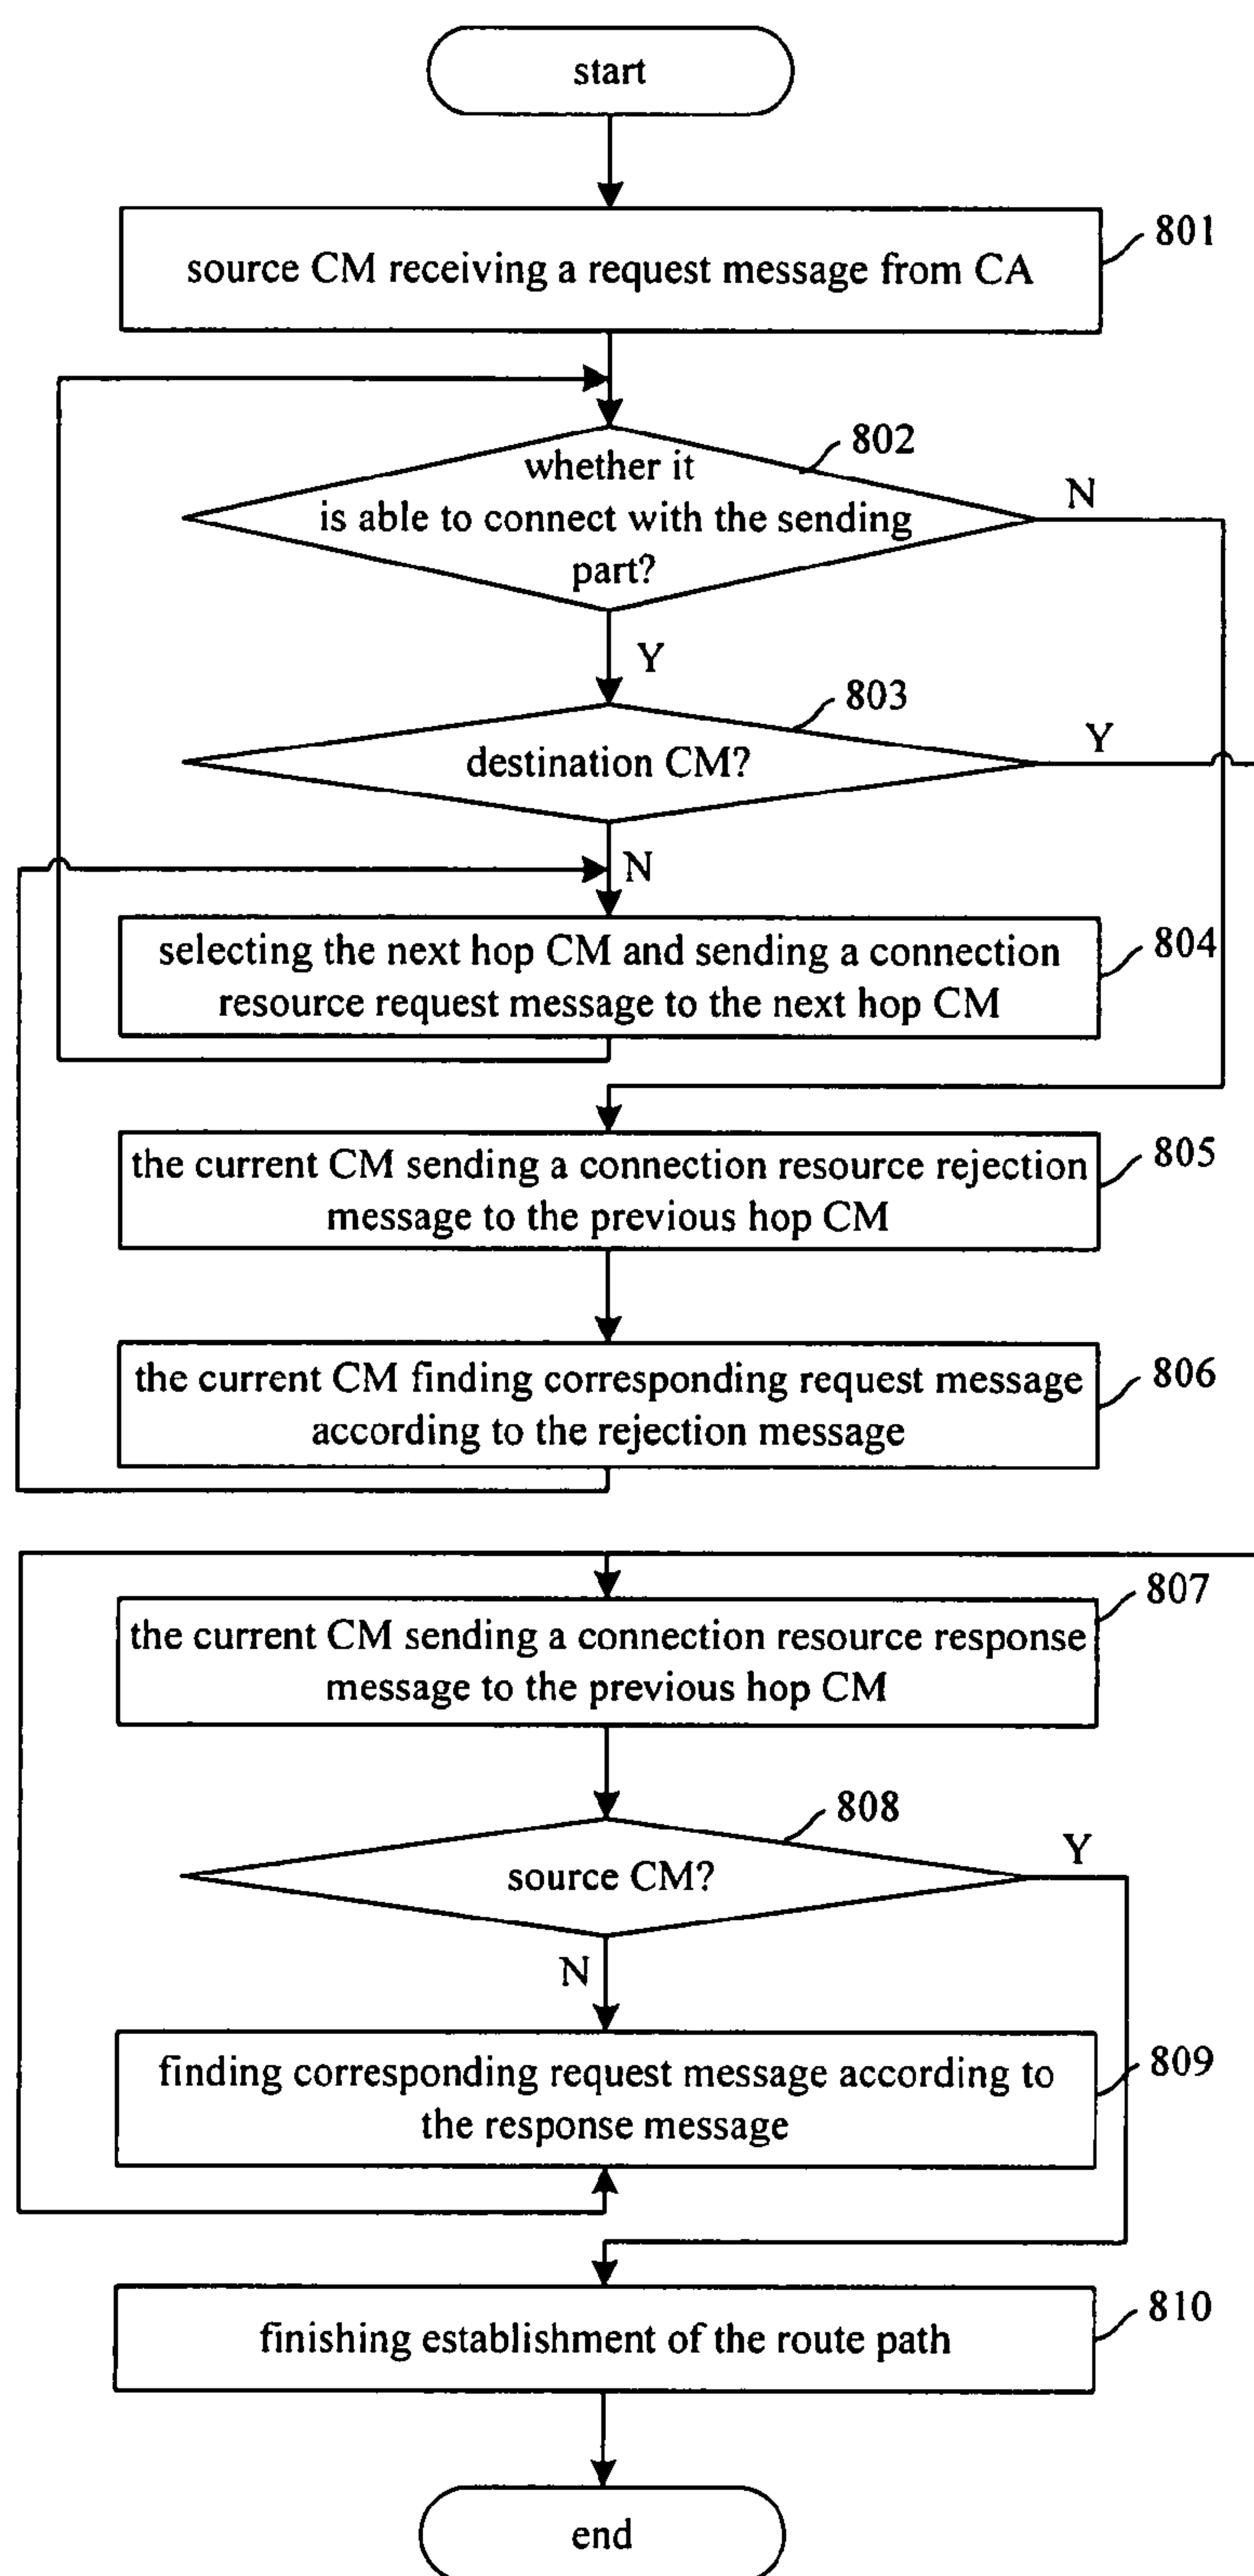 start
source CM receiving a request message from CA
801
whether it
is able to connect with the sending
part?
802
N
Y
destination CM?
803
Y
N
selecting the next hop CM and sending a connection
resource request message to the next hop CM
804
the current CM sending a connection resource rejection
message to the previous hop CM
805
the current CM finding corresponding request message
according to the rejection message
806
the current CM sending a connection resource response
message to the previous hop CM
807
source CM?
808
Y
N
finding corresponding request message according to
the response message
809
finishing establishment of the route path
810
end